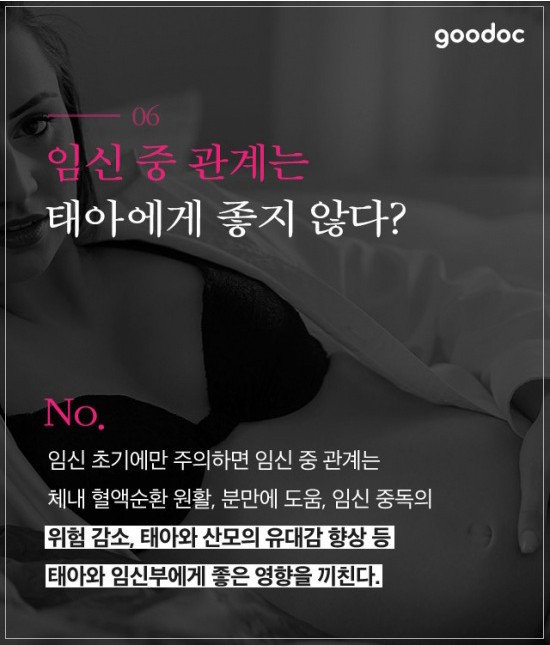 goodoc
06
임신 중 관계는
태아에게 좋지 않다?
No.
임신 초기에만 주의하면 임신 중 관계는
체내 혈액순환 원활, 분만에 도움, 임신 중독의
위험 감소, 태아와 산모의 유대감 향상 등
태아와 임신부에게 좋은 영향을 끼친다.